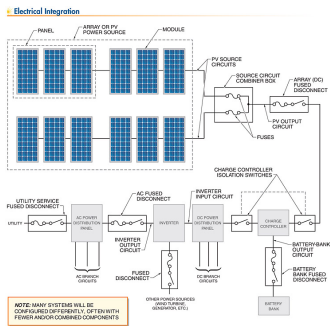 Electrical Integration
ARRAY OR PV
POWER SOURCE
PANEL
MODULE
PV SOURCE
CIRCUITS
SOURCE CIRCUIT
COMBINER BOX
ARRAY (DC)
FUSED
DISCONNECT
PV OUTPUT
CIRCUIT
FUSES
CHARGE CONTROLLER
ISOLATION SWITCHES
UTILITY SERVICE
FUSED DISCONNECT
AC FUSED
DISCONNECT
INVERTER
INPUT CIRCUIT
UTILITY
AC POWER
DISTRIBUTION
PANEL
INVERTER
DC POWER
DISTRIBUTION
PANEL
CHARGE
CONTROLLER
INVERTER
OUTPUT
CIRCUIT
AC BRANCH
CIRCUITS
FUSED
DISCONNECT
DC BRANCH
CIRCUITS
BATTERY-BANK
OUTPUT
CIRCUIT
BATTERY
BANK FUSED
DISCONNECT
OTHER POWER SOURCES
(WIND TURBINE,
GENERATOR, ETC.)
BATTERY
BANK
NOTE: MANY SYSTEMS WILL BE
CONFIGURED DIFFERENTLY, OFTEN WITH
FEWER AND/OR COMBINED COMPONENTS